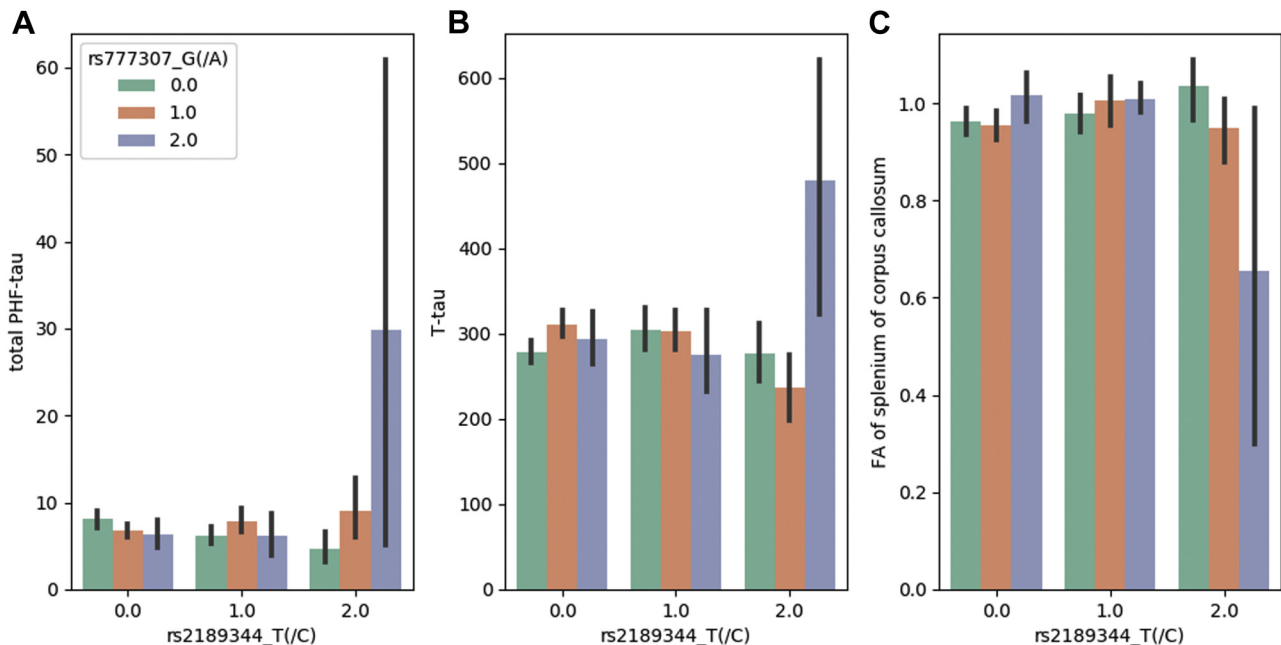 A
B
C
rs777307_G(/A)
0.0
1.0
2.0
total PHF-tau
60
50
40
30
20
10
0
0.0 1.0 2.0
rs2189344_T(/C)
T-tau
600
500
400
300
200
100
0
0.0 1.0 2.0
rs2189344_T(/C)
FA of splenium of corpus callosum
1.0
0.8
0.6
0.4
0.2
0.0
0.0 1.0 2.0
rs2189344_T(/C)